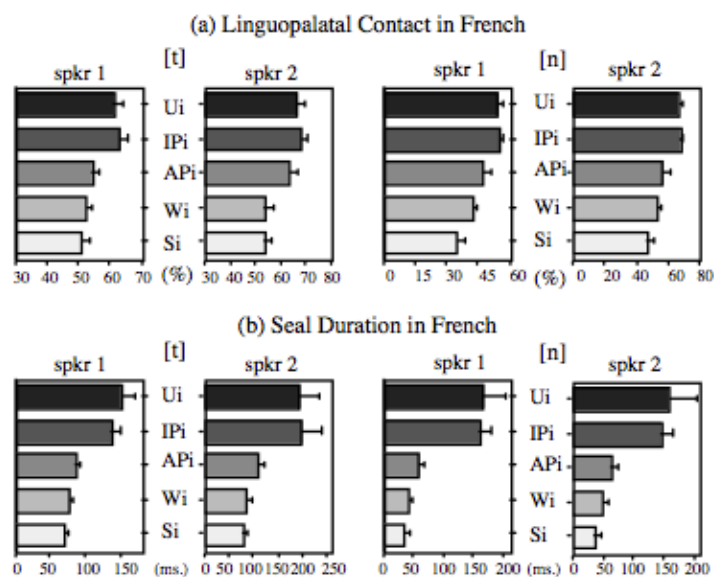 (a) Linguopalatal Contact in French
[t] [n]
spkr 1 spkr 2 spkr 1 spkr 2
Ui Ui
IPi IPi
APi APi
Wi Wi
Si Si
30 40 50 60 70 (%) 30 40 50 60 70 80 0 15 30 45 60 (%) 0 20 40 60 80
(b) Seal Duration in French
[t] [n]
spkr 1 spkr 2 spkr 1 spkr 2
Ui Ui
IPi IPi
APi APi
Wi Wi
Si Si
0 50 100 150 (ms.) 0 50 100 150 200 250 0 50 100 150 200 (ms.) 0 50 100 150 200